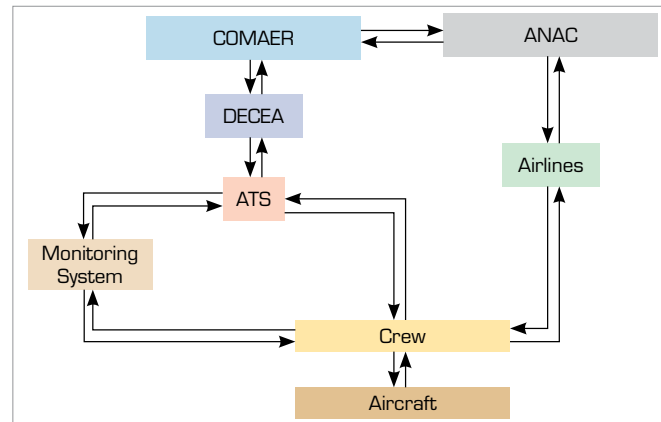 COMAER
ANAC
DECEA
Airlines
ATS
Monitoring
System
Crew
Aircraft